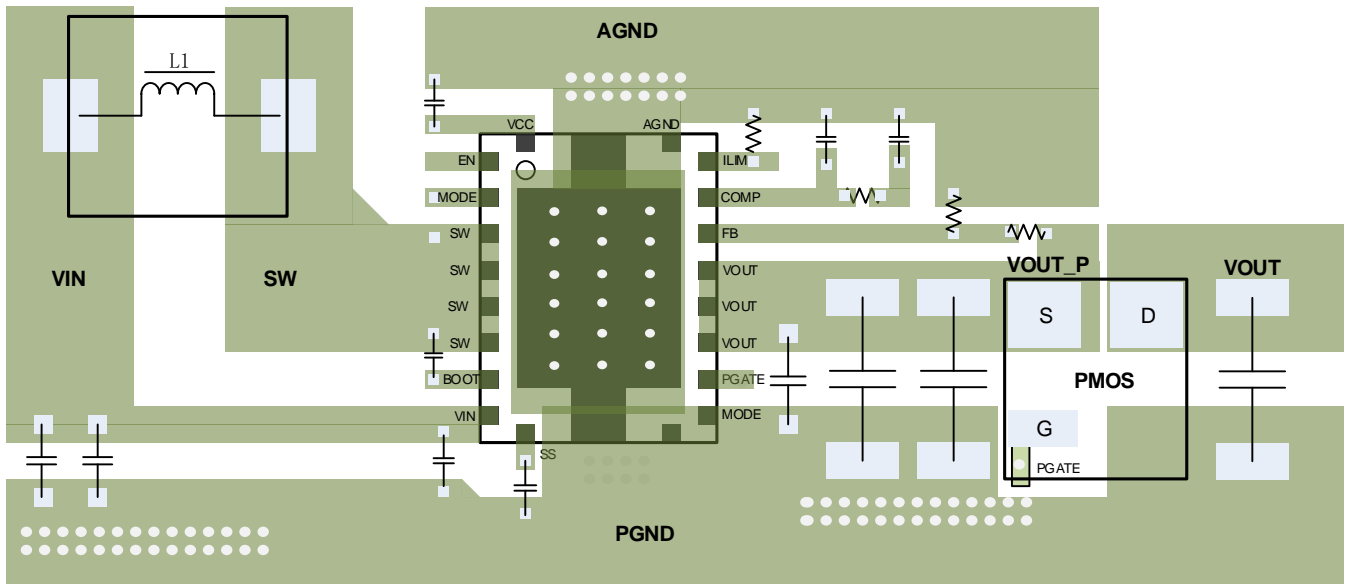 AGND
L1
VCC
AGND
EN
ILIM
MODE
COMP
SW
FB
SW
VOUT
SW
VOUT
SW
VOUT
BOOT
PGATE
VIN
MODE
SS
VIN
SW
VOUT_P
VOUT
S
D
PMOS
G
PGATE
PGND